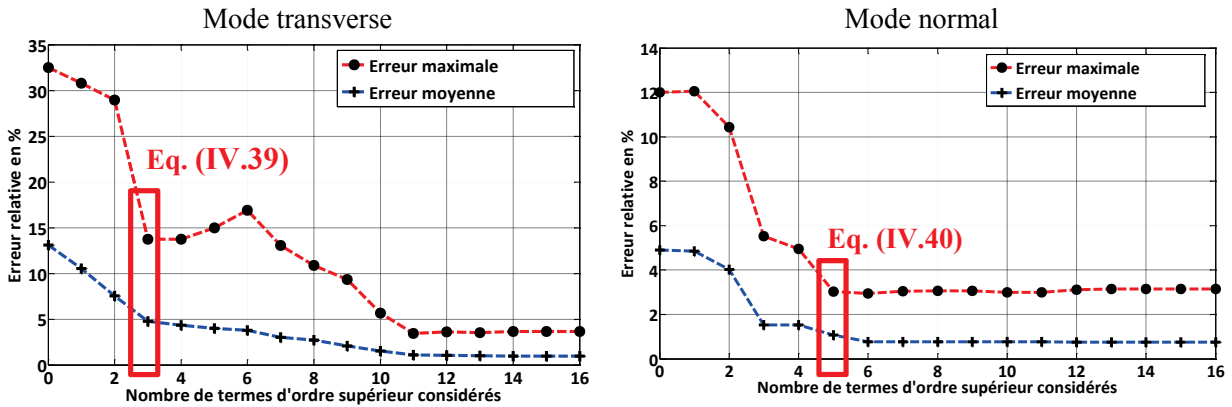 Mode transverse
35
30
25
20
15
10
5
0
Erreur relative en %
Erreur maximale
Erreur moyenne
Eq. (IV.39)
0 2 4 6 8 10 12 14 16
Nombre de termes d'ordre supérieur considérés
Mode normal
14
12
10
8
6
4
2
0
Erreur relative en %
Erreur maximale
Erreur moyenne
Eq. (IV.40)
0 2 4 6 8 10 12 14 16
Nombre de termes d'ordre supérieur considérés